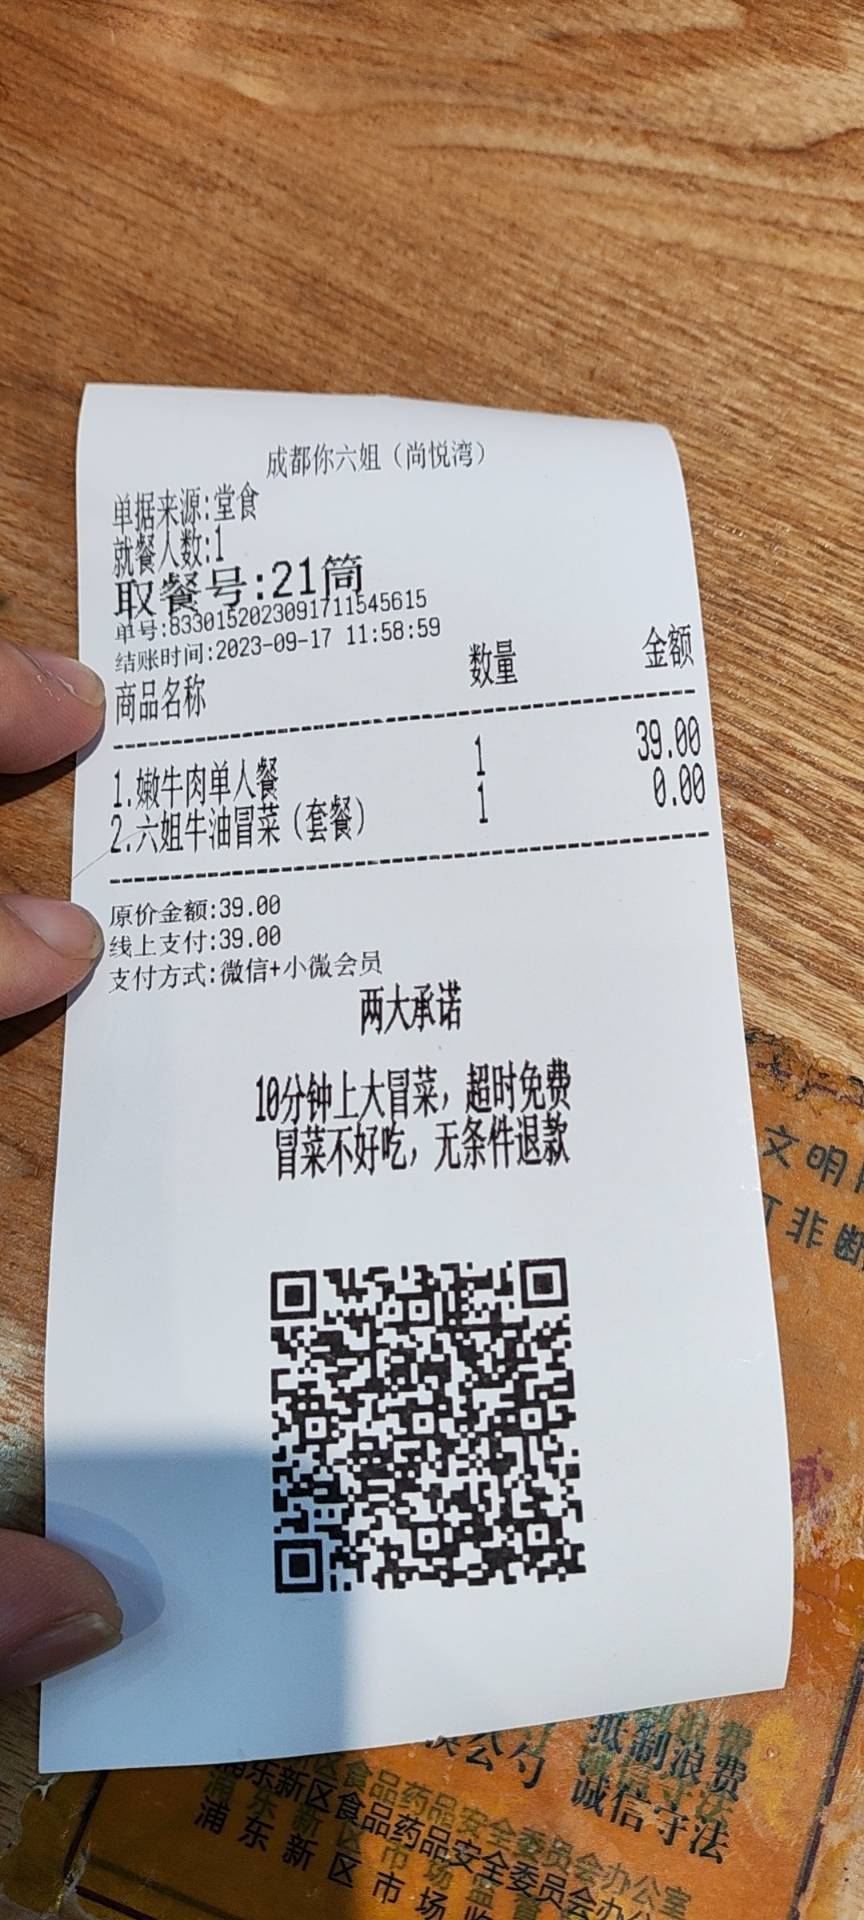 成都你六姐（尚悦湾）
单据来源:堂食
就餐人数:1
取餐号:21筒
单号:8330152023091711545615
结账时间:2023-09-17 11:58:59
商品名称 数量 金额
1.嫩牛肉单人餐 1 39.00
2.六姐牛油冒菜（套餐） 1 0.00
原价金额:39.00
线上支付:39.00
支付方式:微信+小微会员
两大承诺
10分钟上大冒菜，超时免费
冒菜不好吃，无条件退款
文明
非断
公勺 抵制浪费
诚信守法
浦东新区食品药品安全委员会办公室
浦东新区市场监